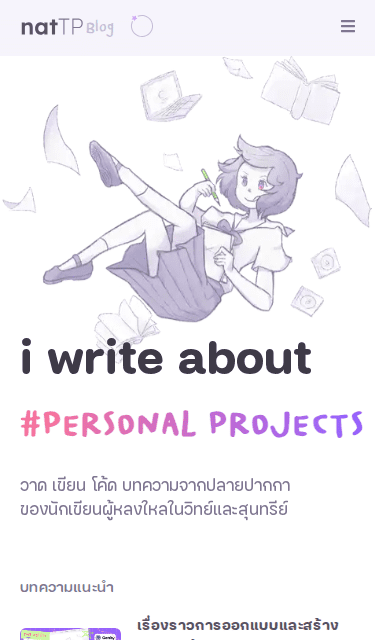 natTP Blog
i write about
#PERSONAL PROJECTS
วาด เขียน โค้ด บทความจากปลายปากกา
ของนักเขียนผู้หลงใหลในวิทย์และสุนทรีย์
บทความแนะนำ
เรื่องราวการออกแบบและสร้าง